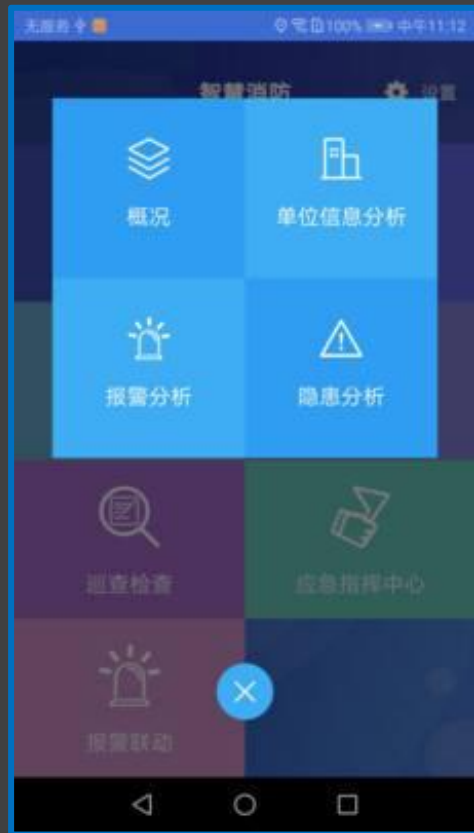 无服务 100% 中午11:12
智慧消防 设置
概况 单位信息分析
报警分析 隐患分析
巡查检查 应急指挥中心
报警联动